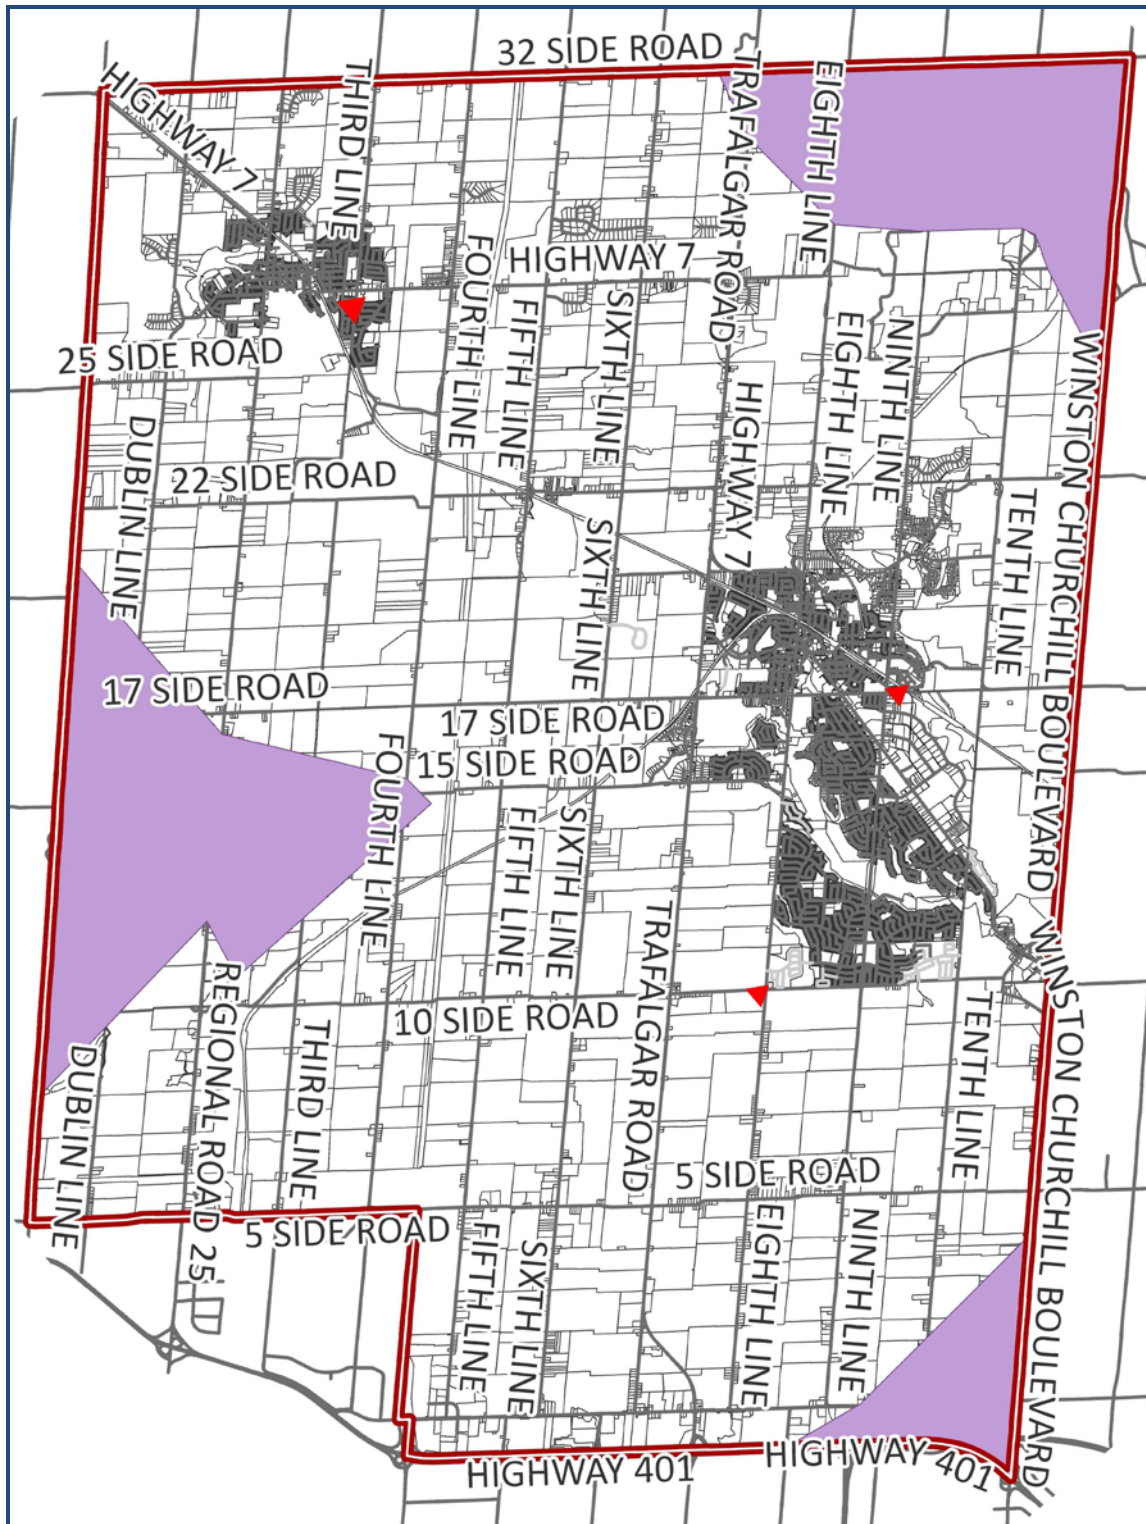 32 SIDE ROAD
HIGHWAY 7
THIRD LINE
TRAFALGAR ROAD
EIGHTH LINE
HIGHWAY 7
FOURTH LINE
FIFTH LINE
SIXTH LINE
25 SIDE ROAD
EIGHTH LINE
NINTH LINE
WINSTON CHURCHILL BOULEVARD
HIGHWAY 7
DUBLIN LINE
22 SIDE ROAD
SIXTH LINE
TENTH LINE
17 SIDE ROAD
17 SIDE ROAD
15 SIDE ROAD
FOURTH LINE
FIFTH LINE
SIXTH LINE
TRAFALGAR ROAD
WINSTON CHURCHILL BOULEVARD
REGIONAL ROAD 25
10 SIDE ROAD
THIRD LINE
TENTH LINE
DUBLIN LINE
5 SIDE ROAD
5 SIDE ROAD
FIFTH LINE
SIXTH LINE
EIGHTH LINE
NINTH LINE
HIGHWAY 401
HIGHWAY 401